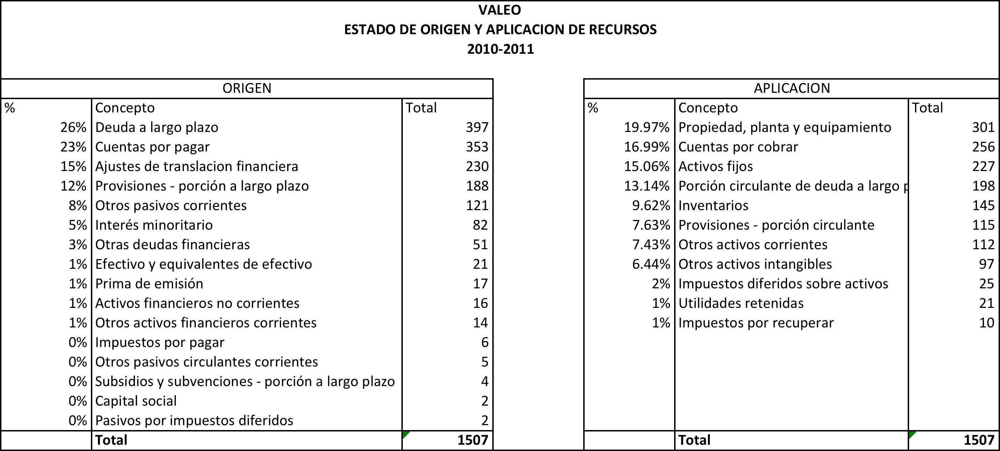 VALEO
ESTADO DE ORIGEN Y APLICACION DE RECURSOS
2010-2011
ORIGEN APLICACION
% Concepto Total % Concepto Total
26% Deuda a largo plazo 397 19.97% Propiedad, planta y equipamiento 301
23% Cuentas por pagar 353 16.99% Cuentas por cobrar 256
15% Ajustes de translacion financiera 230 15.06% Activos fijos 227
12% Provisiones - porción a largo plazo 188 13.14% Porción circulante de deuda a largo p 198
8% Otros pasivos corrientes 121 9.62% Inventarios 145
5% Interés minoritario 82 7.63% Provisiones - porción circulante 115
3% Otras deudas financieras 51 7.43% Otros activos corrientes 112
1% Efectivo y equivalentes de efectivo 21 6.44% Otros activos intangibles 97
1% Prima de emisión 17 2% Impuestos diferidos sobre activos 25
1% Activos financieros no corrientes 16 1% Utilidades retenidas 21
1% Otros activos financieros corrientes 14 1% Impuestos por recuperar 10
0% Impuestos por pagar 6
0% Otros pasivos circulantes corrientes 5
0% Subsidios y subvenciones - porción a largo plazo 4
0% Capital social 2
0% Pasivos por impuestos diferidos 2
Total 1507 Total 1507